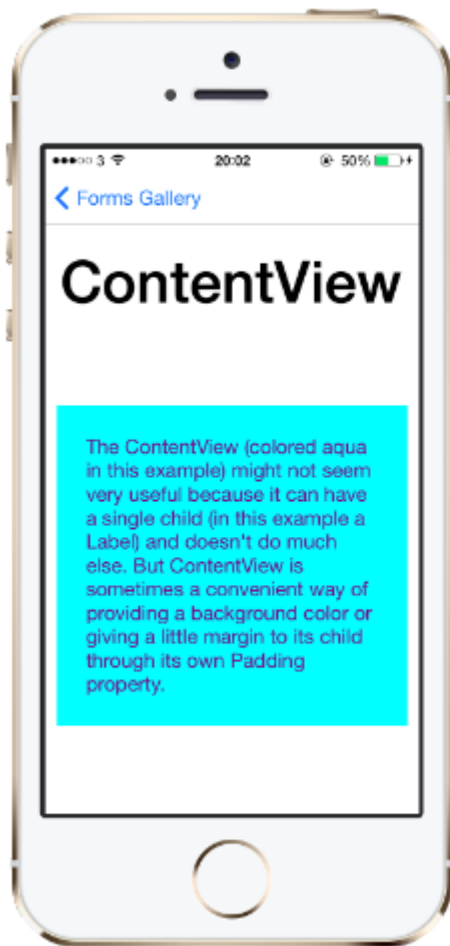 3 20:02 50%
Forms Gallery
ContentView
The ContentView (colored aqua
in this example) might not seem
very useful because it can have
a single child (in this example a
Label) and doesn't do much
else. But ContentView is
sometimes a convenient way of
providing a background color or
giving a little margin to its child
through its own Padding
property.